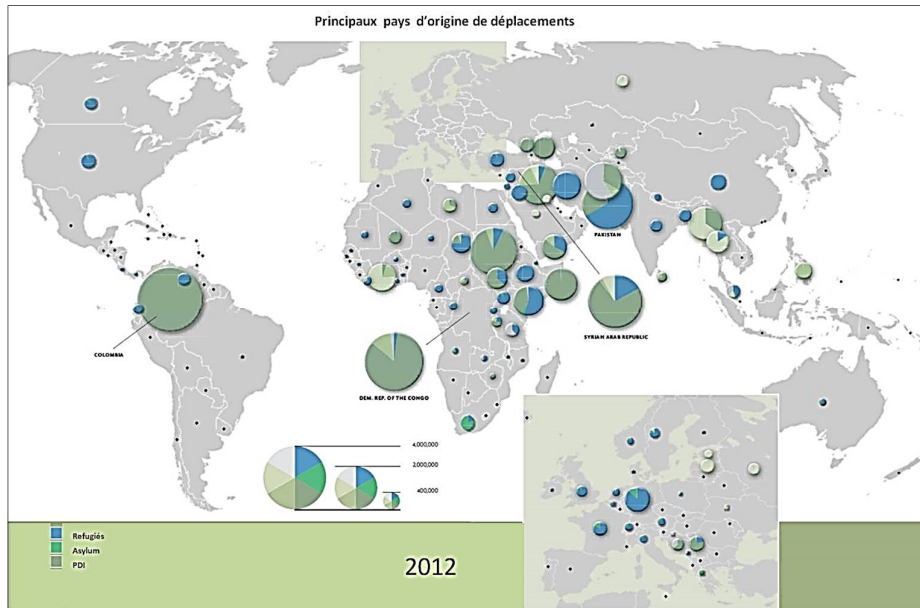 Principaux pays d'origine de déplacements
PAKISTAN
COLOMBIA
SYRIAN ARAB REPUBLIC
DEM. REP. OF THE CONGO
4,000,000
2,000,000
400,000
Refugiés
Asylum
PDI
2012